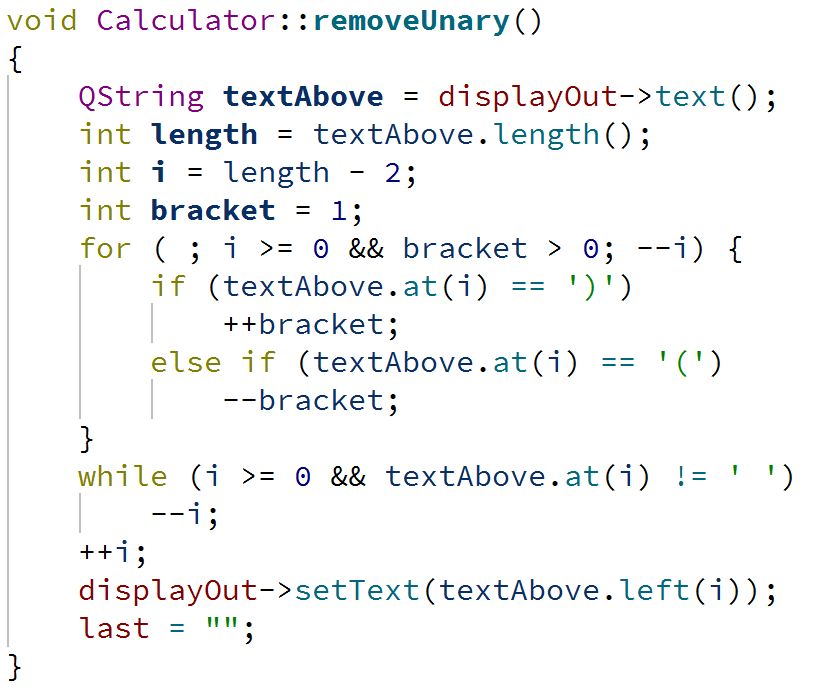 void Calculator::removeUnary()
{
    QString textAbove = displayOut->text();
    int length = textAbove.length();
    int i = length - 2;
    int bracket = 1;
    for ( ; i >= 0 && bracket > 0; --i) {
        if (textAbove.at(i) == ')')
            ++bracket;
        else if (textAbove.at(i) == '(')
            --bracket;
    }
    while (i >= 0 && textAbove.at(i) != ' ')
        --i;
    ++i;
    displayOut->setText(textAbove.left(i));
    last = "";
}